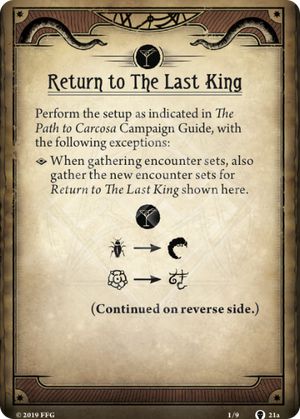 Return to The Last King
Perform the setup as indicated in The
Path to Carcosa Campaign Guide, with
the following exceptions:
When gathering encounter sets, also
gather the new encounter sets for
Return to The Last King shown here.
(Continued on reverse side.)
© 2019 FFG 1/9 21a